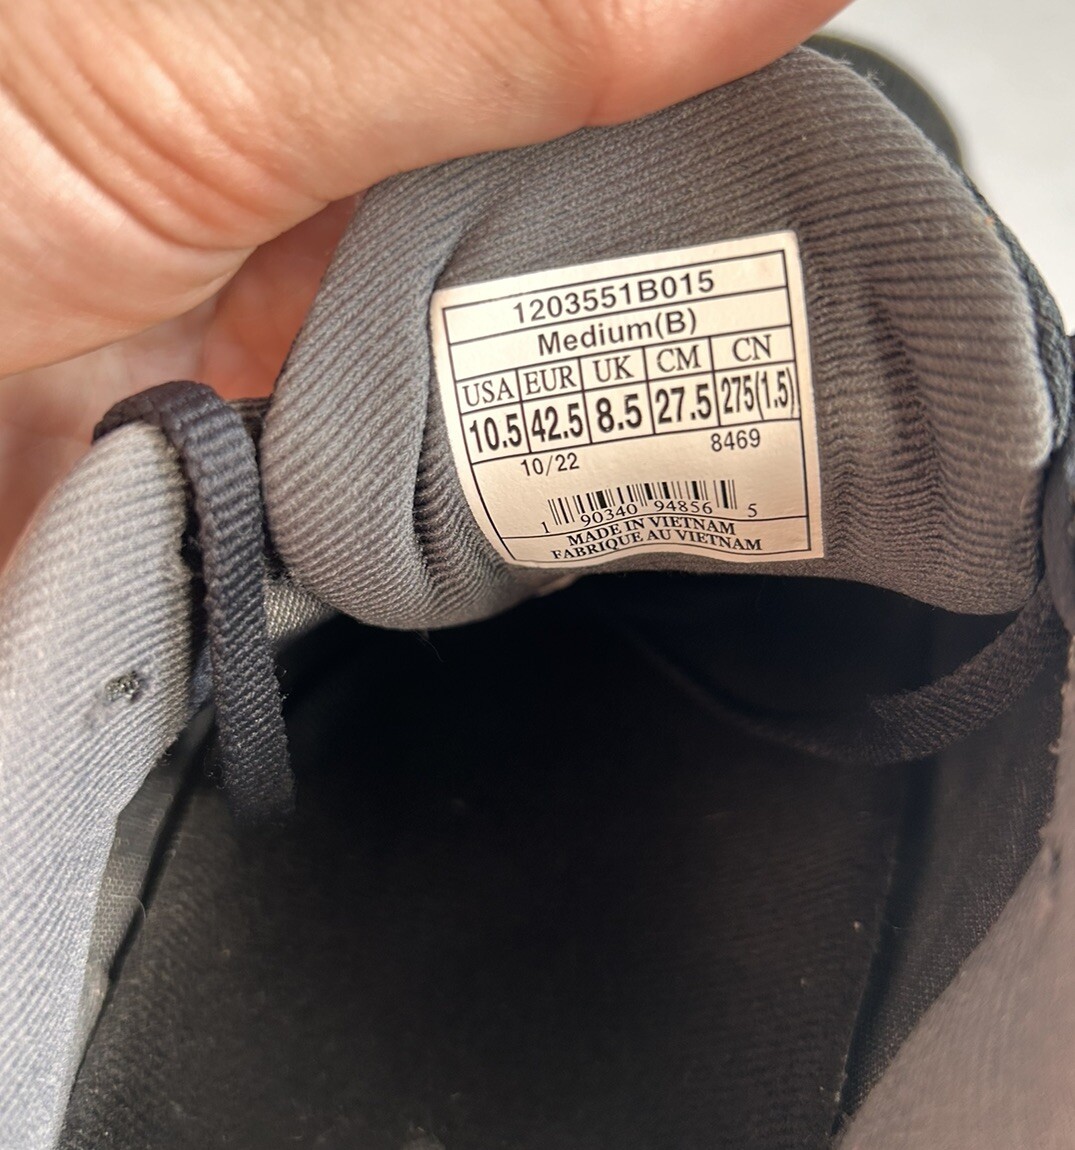 1203551B015
Medium(B)
USA EUR UK CM CN
10.5 42.5 8.5 27.5 275(1.5)
10/22 8469
1 90340 94856 5
MADE IN VIETNAM
FABRIQUE AU VIETNAM